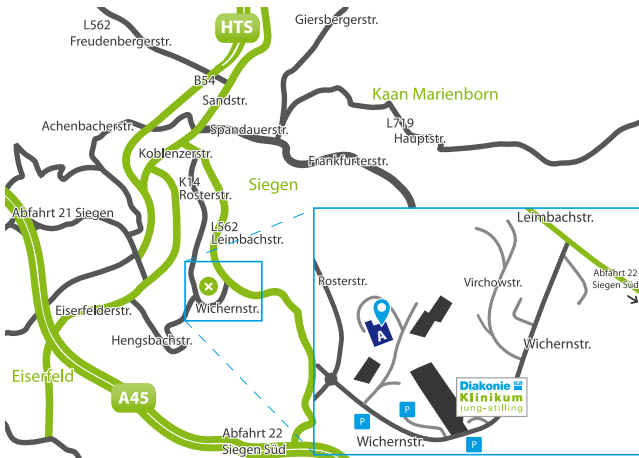 L562
Freudenbergerstr.
HTS
Giersbergerstr.
B54
Sandstr.
Kaan Marienborn
L719
Hauptstr.
Achenbacherstr.
Spandauerstr.
Koblenzerstr.
Frankfurterstr.
K14
Rosterstr.
Siegen
Abfahrt 21 Siegen
L562
Leimbachstr.
Eiserfelderstr.
Wichernstr.
Hengsbachstr.
Eiserfeld
A45
Abfahrt 22
Siegen Süd
Leimbachstr.
Abfahrt 22
Siegen Süd
Rosterstr.
Virchowstr.
A
Wichernstr.
Diakonie
Klinikum
jung-stilling
P
P
Wichernstr.
P